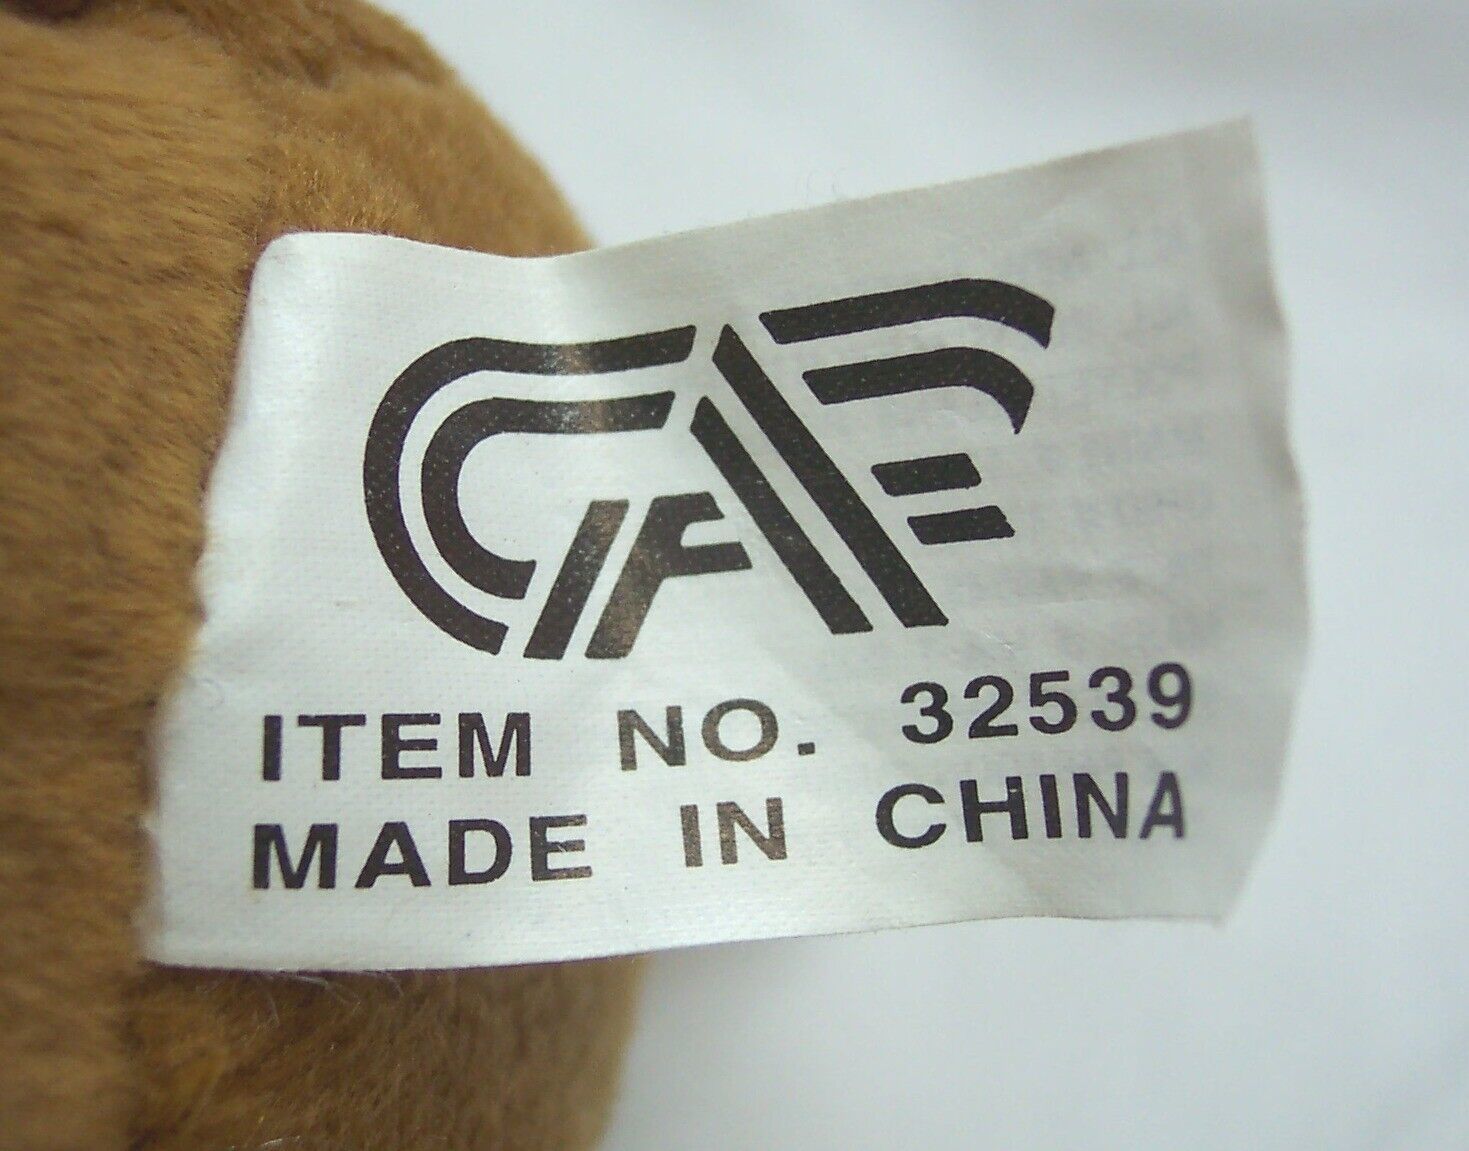 CAF
ITEM NO. 32539
MADE IN CHINA